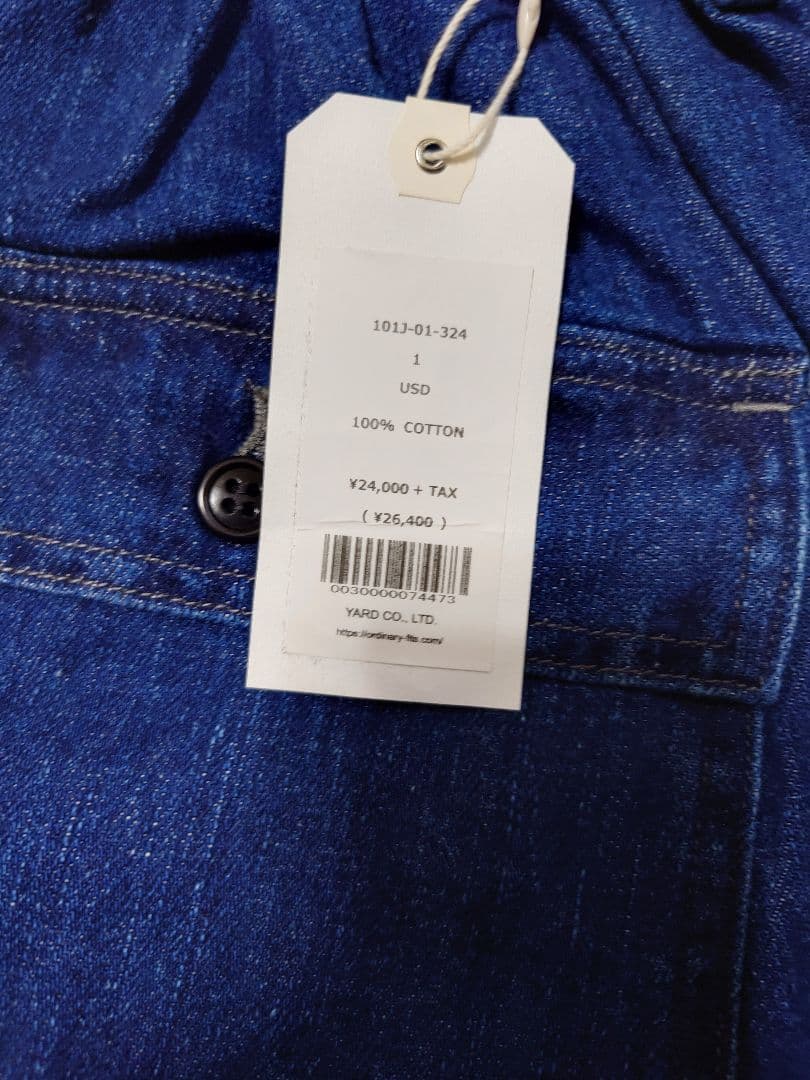 101J-01-324
1
USD
100% COTTON
¥24,000 + TAX
( ¥26,400 )
0030000074473
YARD CO., LTD.
https://ordinary-fits.com/